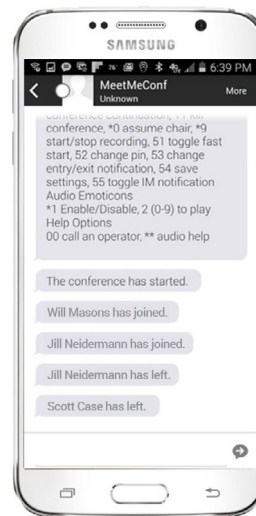 SAMSUNG
6:39 PM
MeetMeConf
Unknown
More
conference continuation, 11 kill
conference, *0 assume chair, *9
start/stop recording, 51 toggle fast
start, 52 change pin, 53 change
entry/exit notification, 54 save
settings, 55 toggle IM notification
Audio Emoticons
*1 Enable/Disable, 2 (0-9) to play
Help Options
00 call an operator, ** audio help
The conference has started.
Will Masons has joined.
Jill Neidermann has joined.
Jill Neidermann has left.
Scott Case has left.